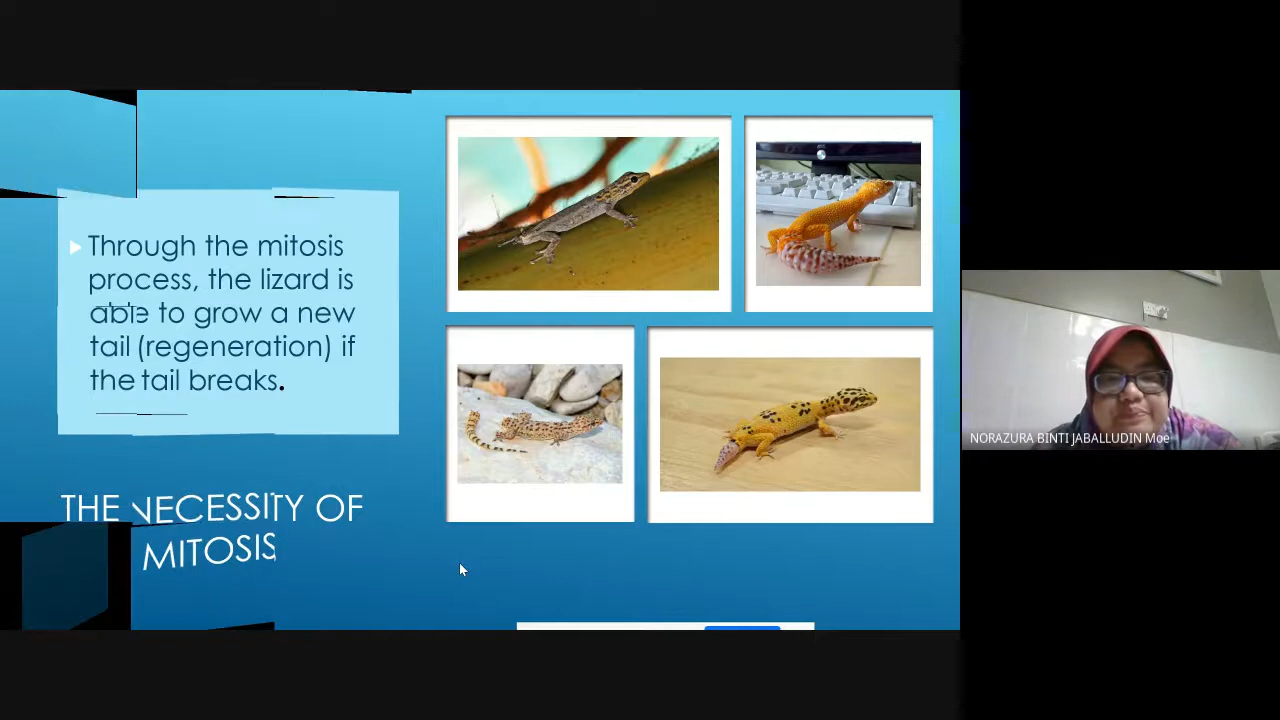 Through the mitosis
process, the lizard is
able to grow a new
tail (regeneration) if
the tail breaks.
THE NECESSITY OF
MITOSIS
NORAZURA BINTI JABALLUDIN Moe